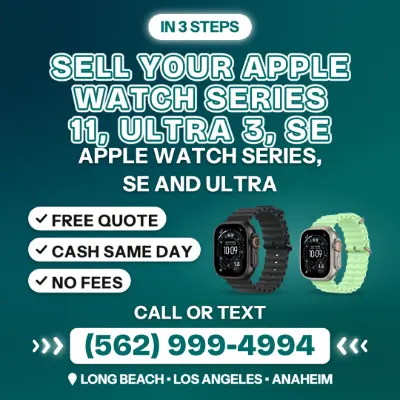 IN 3 STEPS
SELL YOUR APPLE
WATCH SERIES
11, ULTRA 3, SE
APPLE WATCH SERIES,
SE AND ULTRA
FREE QUOTE
CASH SAME DAY
NO FEES
CALL OR TEXT
(562) 999-4994
LONG BEACH • LOS ANGELES • ANAHEIM